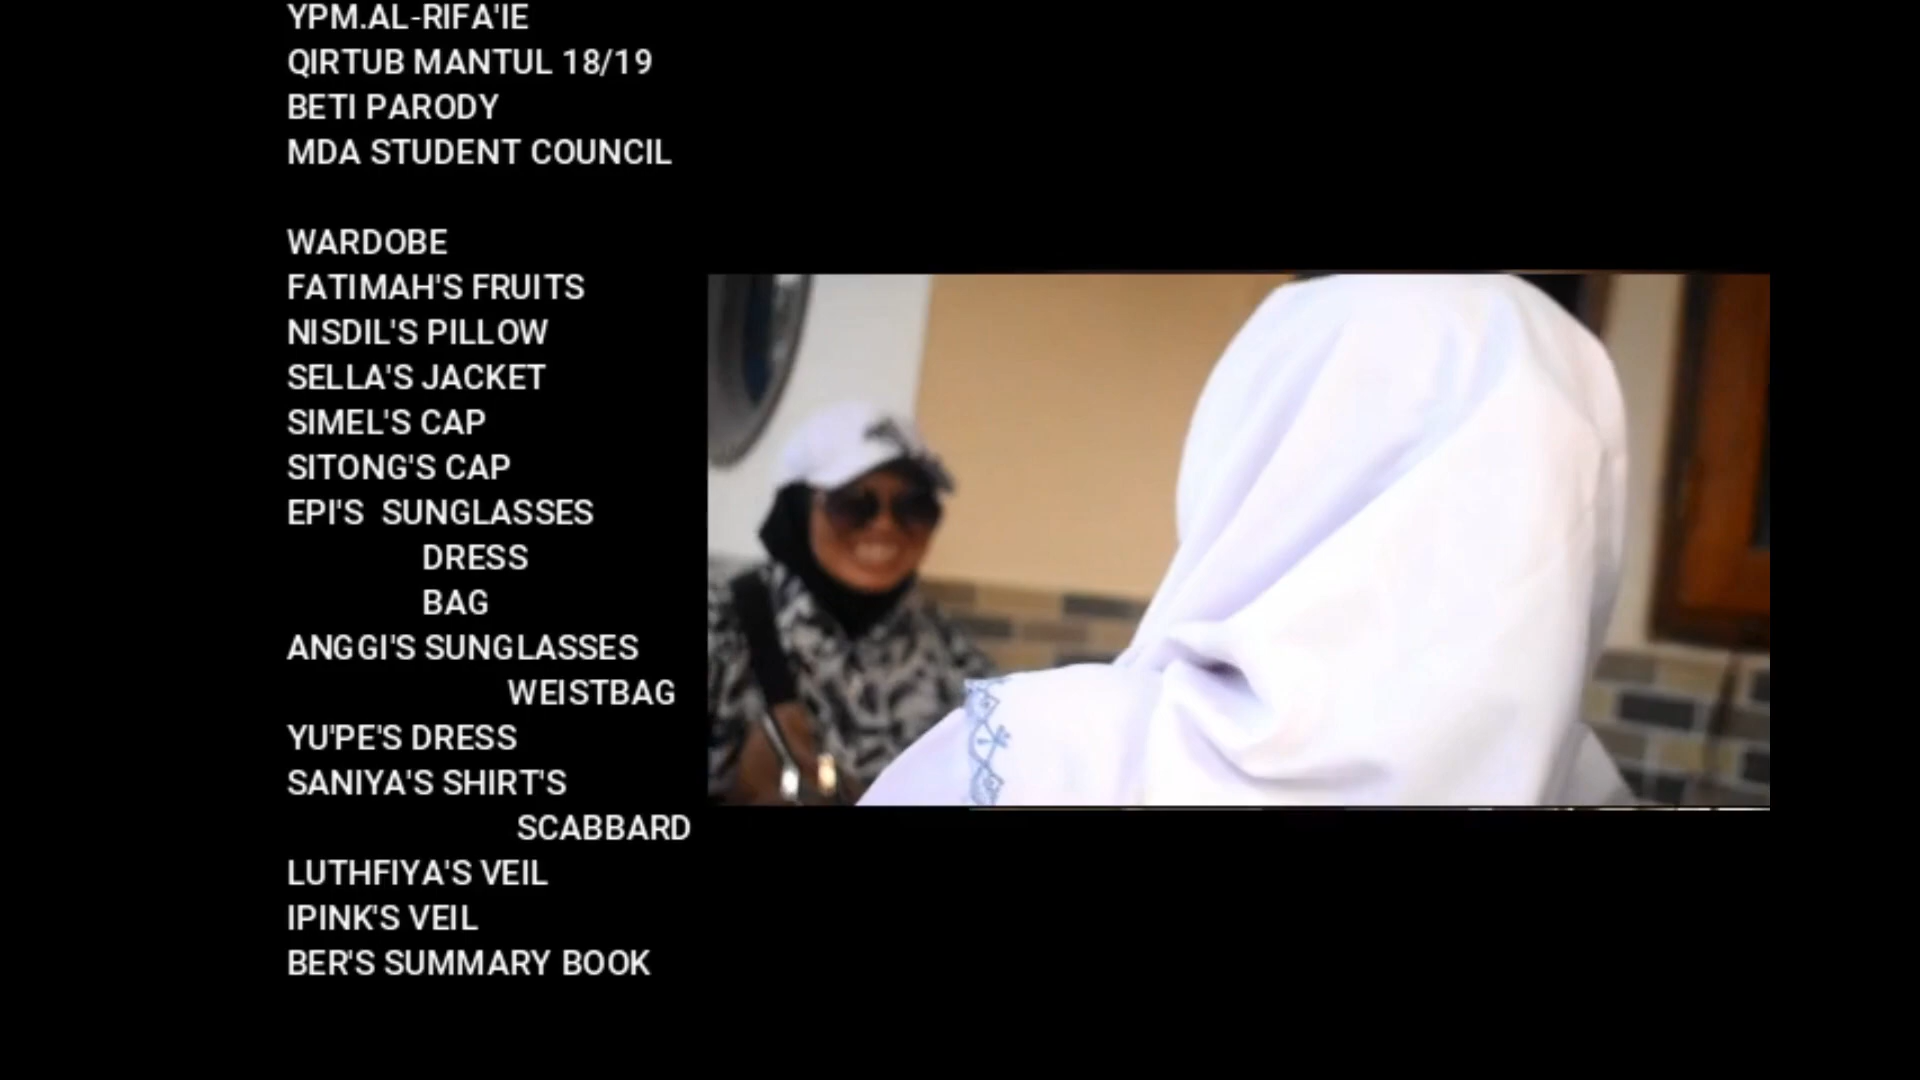 YPM.AL-RIFA'IE
QIRTUB MANTUL 18/19
BETI PARODY
MDA STUDENT COUNCIL
WARDOBE
FATIMAH'S FRUITS
NISDIL'S PILLOW
SELLA'S JACKET
SIMEL'S CAP
SITONG'S CAP
EPI'S  SUNGLASSES
DRESS
BAG
ANGGI'S SUNGLASSES
WEISTBAG
YU'PE'S DRESS
SANIYA'S SHIRT'S
SCABBARD
LUTHFIYA'S VEIL
IPINK'S VEIL
BER'S SUMMARY BOOK